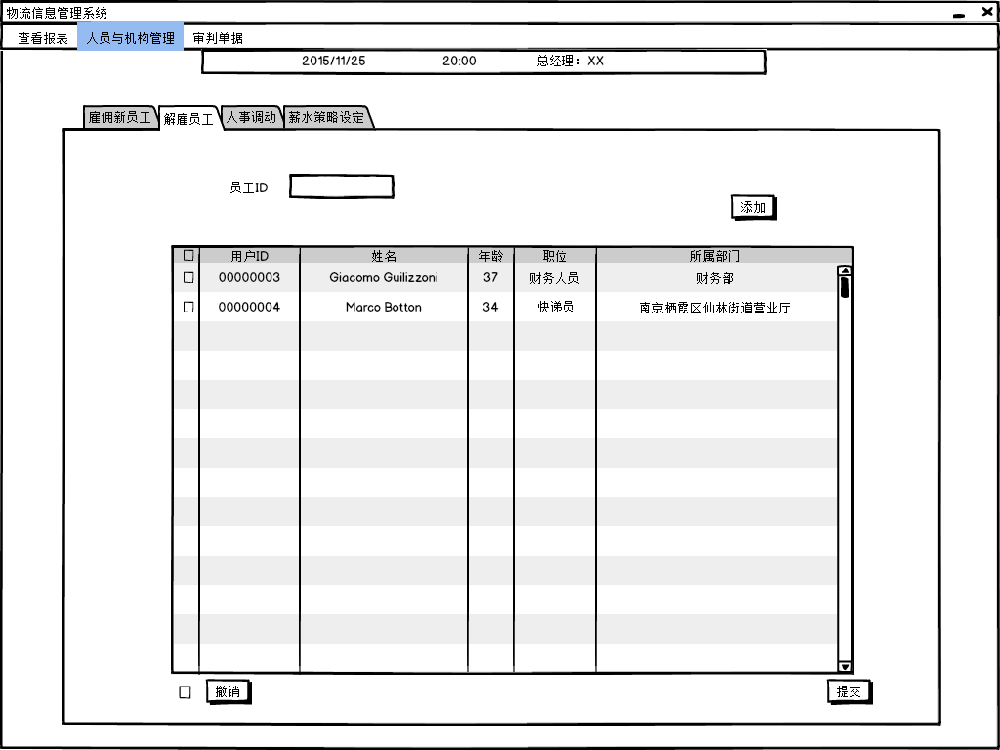 物流信息管理系统
查看报表 人员与机构管理 审判单据
2015/11/25 20:00 总经理：XX
雇佣新员工 解雇员工 人事调动 薪水策略设定
员工ID
添加
用户ID 姓名 年龄 职位 所属部门
00000003 Giacomo Guilizzoni 37 财务人员 财务部
00000004 Marco Botton 34 快递员 南京栖霞区仙林街道营业厅
撤销 提交